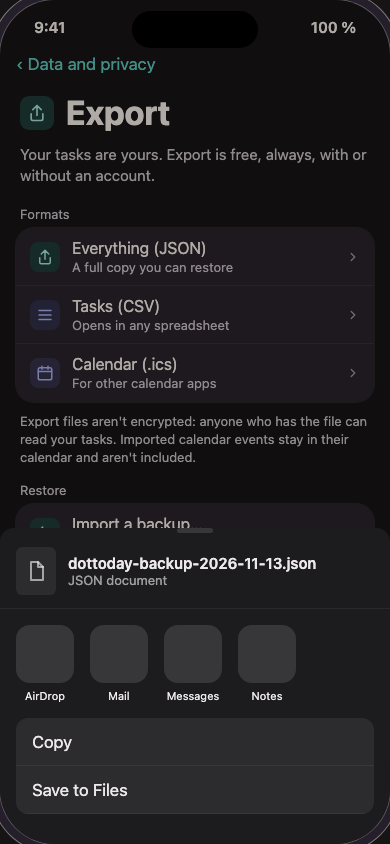 9:41
100 %
‹ Data and privacy
Export
Your tasks are yours. Export is free, always, with or
without an account.
Formats
Everything (JSON)
A full copy you can restore
Tasks (CSV)
Opens in any spreadsheet
Calendar (.ics)
For other calendar apps
Export files aren't encrypted: anyone who has the file can
read your tasks. Imported calendar events stay in their
calendar and aren't included.
Restore
Import a backup...
dottoday-backup-2026-11-13.json
JSON document
AirDrop
Mail
Messages
Notes
Copy
Save to Files